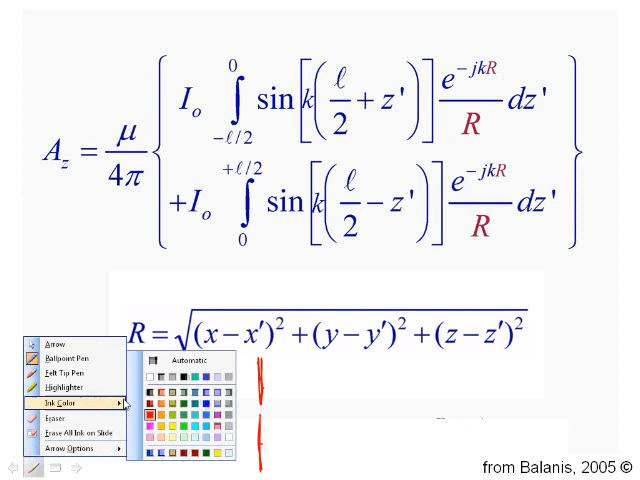 A_z = μ/4π { I_o ∫_{-ℓ/2}^{0} sin[k(ℓ/2 + z')] e^{-jkR}/R dz'
+I_o ∫_{0}^{+ℓ/2} sin[k(ℓ/2 − z')] e^{-jkR}/R dz' }
R = √((x − x′)² + (y − y′)² + (z − z′)²)
Arrow
Ballpoint Pen
Felt Tip Pen
Highlighter
Ink Color
Eraser
Erase All Ink on Slide
Arrow Options
Automatic
from Balanis, 2005 ©